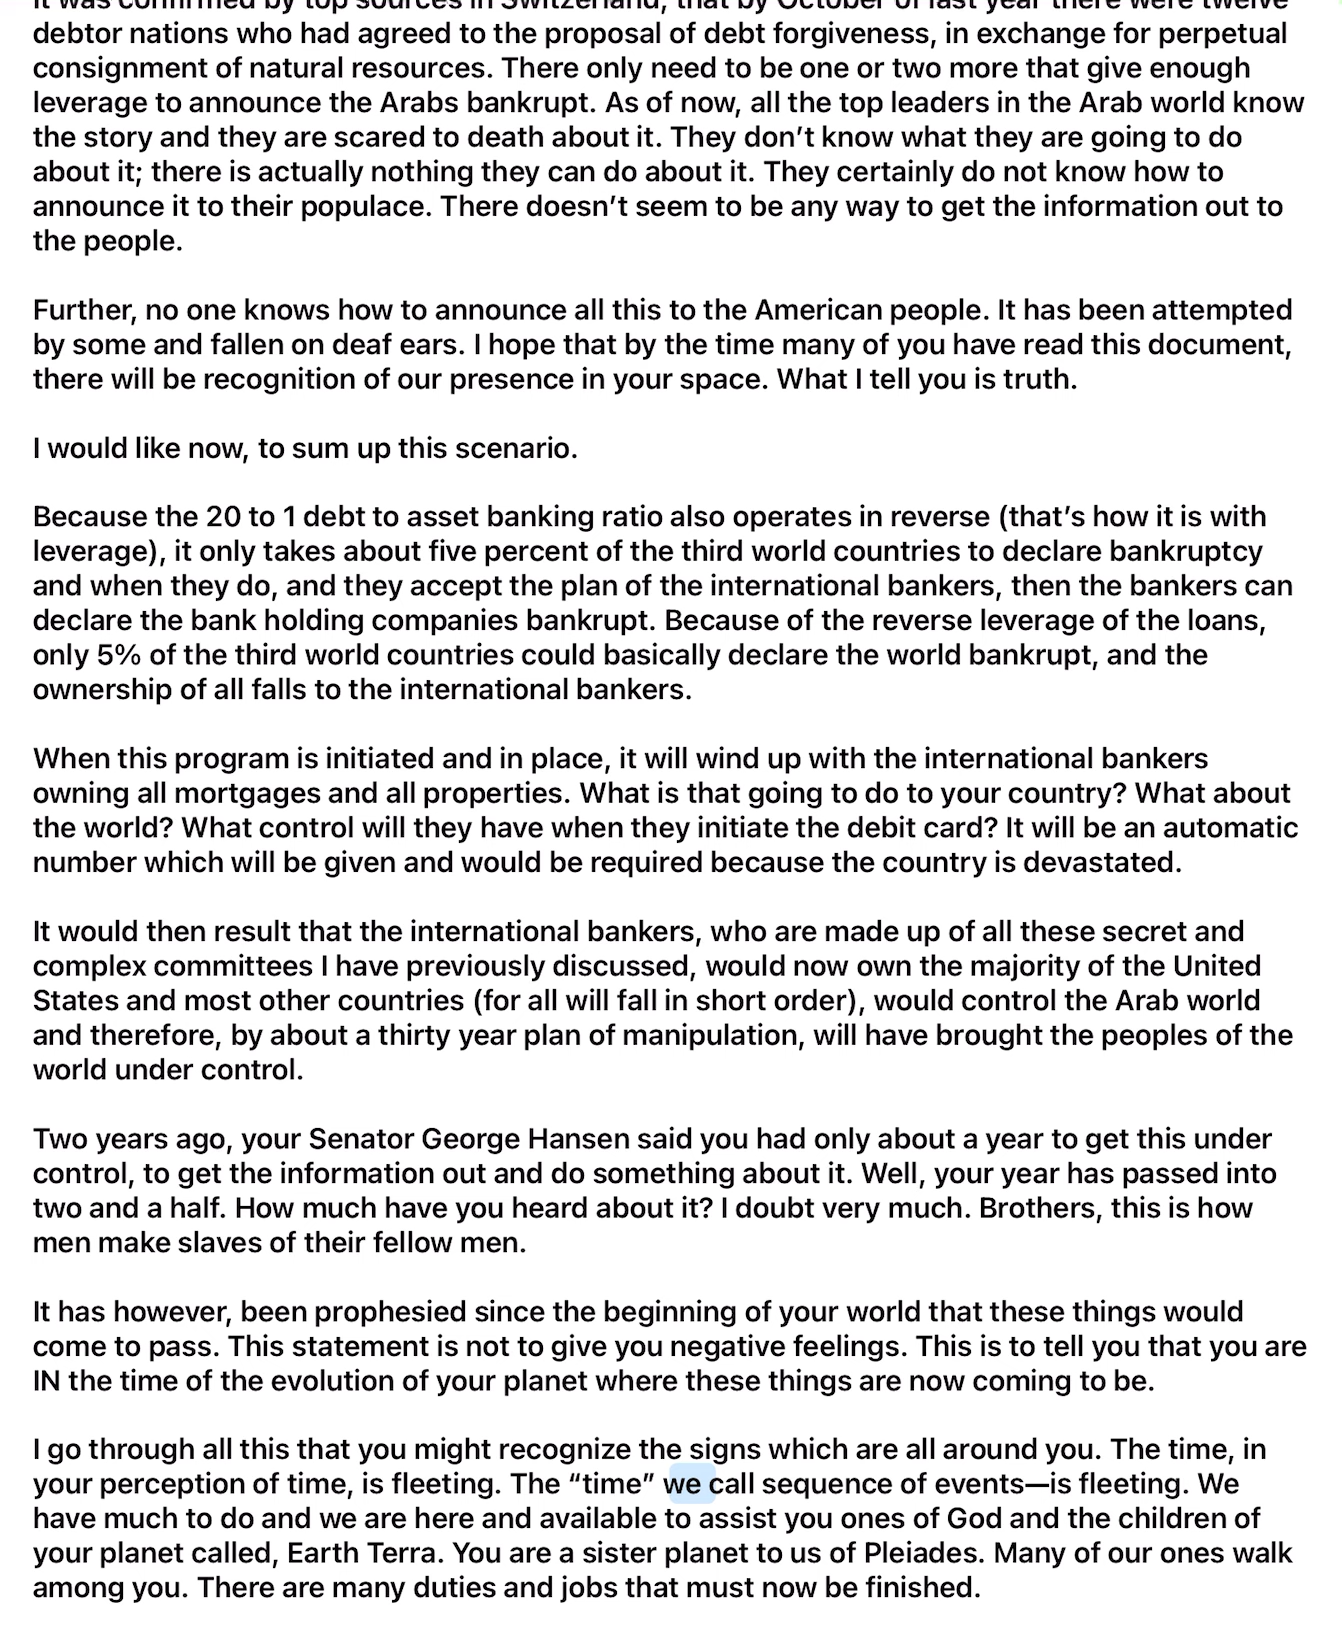 It was confirmed by top sources in Switzerland, that by October of last year there were twelve
debtor nations who had agreed to the proposal of debt forgiveness, in exchange for perpetual
consignment of natural resources. There only need to be one or two more that give enough
leverage to announce the Arabs bankrupt. As of now, all the top leaders in the Arab world know
the story and they are scared to death about it. They don’t know what they are going to do
about it; there is actually nothing they can do about it. They certainly do not know how to
announce it to their populace. There doesn’t seem to be any way to get the information out to
the people.
Further, no one knows how to announce all this to the American people. It has been attempted
by some and fallen on deaf ears. I hope that by the time many of you have read this document,
there will be recognition of our presence in your space. What I tell you is truth.
I would like now, to sum up this scenario.
Because the 20 to 1 debt to asset banking ratio also operates in reverse (that’s how it is with
leverage), it only takes about five percent of the third world countries to declare bankruptcy
and when they do, and they accept the plan of the international bankers, then the bankers can
declare the bank holding companies bankrupt. Because of the reverse leverage of the loans,
only 5% of the third world countries could basically declare the world bankrupt, and the
ownership of all falls to the international bankers.
When this program is initiated and in place, it will wind up with the international bankers
owning all mortgages and all properties. What is that going to do to your country? What about
the world? What control will they have when they initiate the debit card? It will be an automatic
number which will be given and would be required because the country is devastated.
It would then result that the international bankers, who are made up of all these secret and
complex committees I have previously discussed, would now own the majority of the United
States and most other countries (for all will fall in short order), would control the Arab world
and therefore, by about a thirty year plan of manipulation, will have brought the peoples of the
world under control.
Two years ago, your Senator George Hansen said you had only about a year to get this under
control, to get the information out and do something about it. Well, your year has passed into
two and a half. How much have you heard about it? I doubt very much. Brothers, this is how
men make slaves of their fellow men.
It has however, been prophesied since the beginning of your world that these things would
come to pass. This statement is not to give you negative feelings. This is to tell you that you are
IN the time of the evolution of your planet where these things are now coming to be.
I go through all this that you might recognize the signs which are all around you. The time, in
your perception of time, is fleeting. The “time” we call sequence of events—is fleeting. We
have much to do and we are here and available to assist you ones of God and the children of
your planet called, Earth Terra. You are a sister planet to us of Pleiades. Many of our ones walk
among you. There are many duties and jobs that must now be finished.